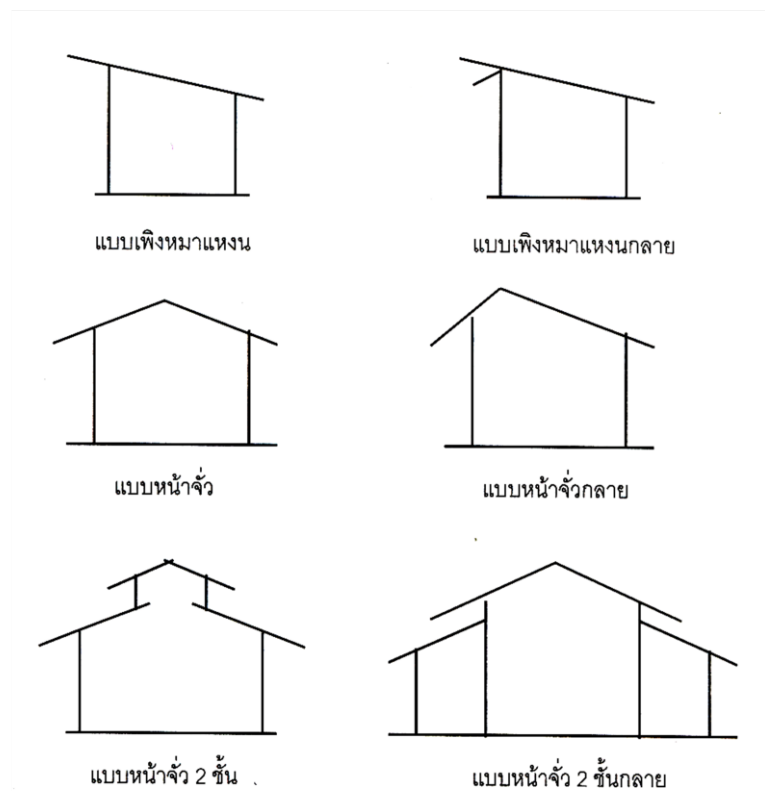 แบบเพิงหมาแหงน
แบบเพิงหมาแหงนกลาย
แบบหน้าจั่ว
แบบหน้าจั่วกลาย
แบบหน้าจั่ว 2 ชั้น
แบบหน้าจั่ว 2 ชั้นกลาย